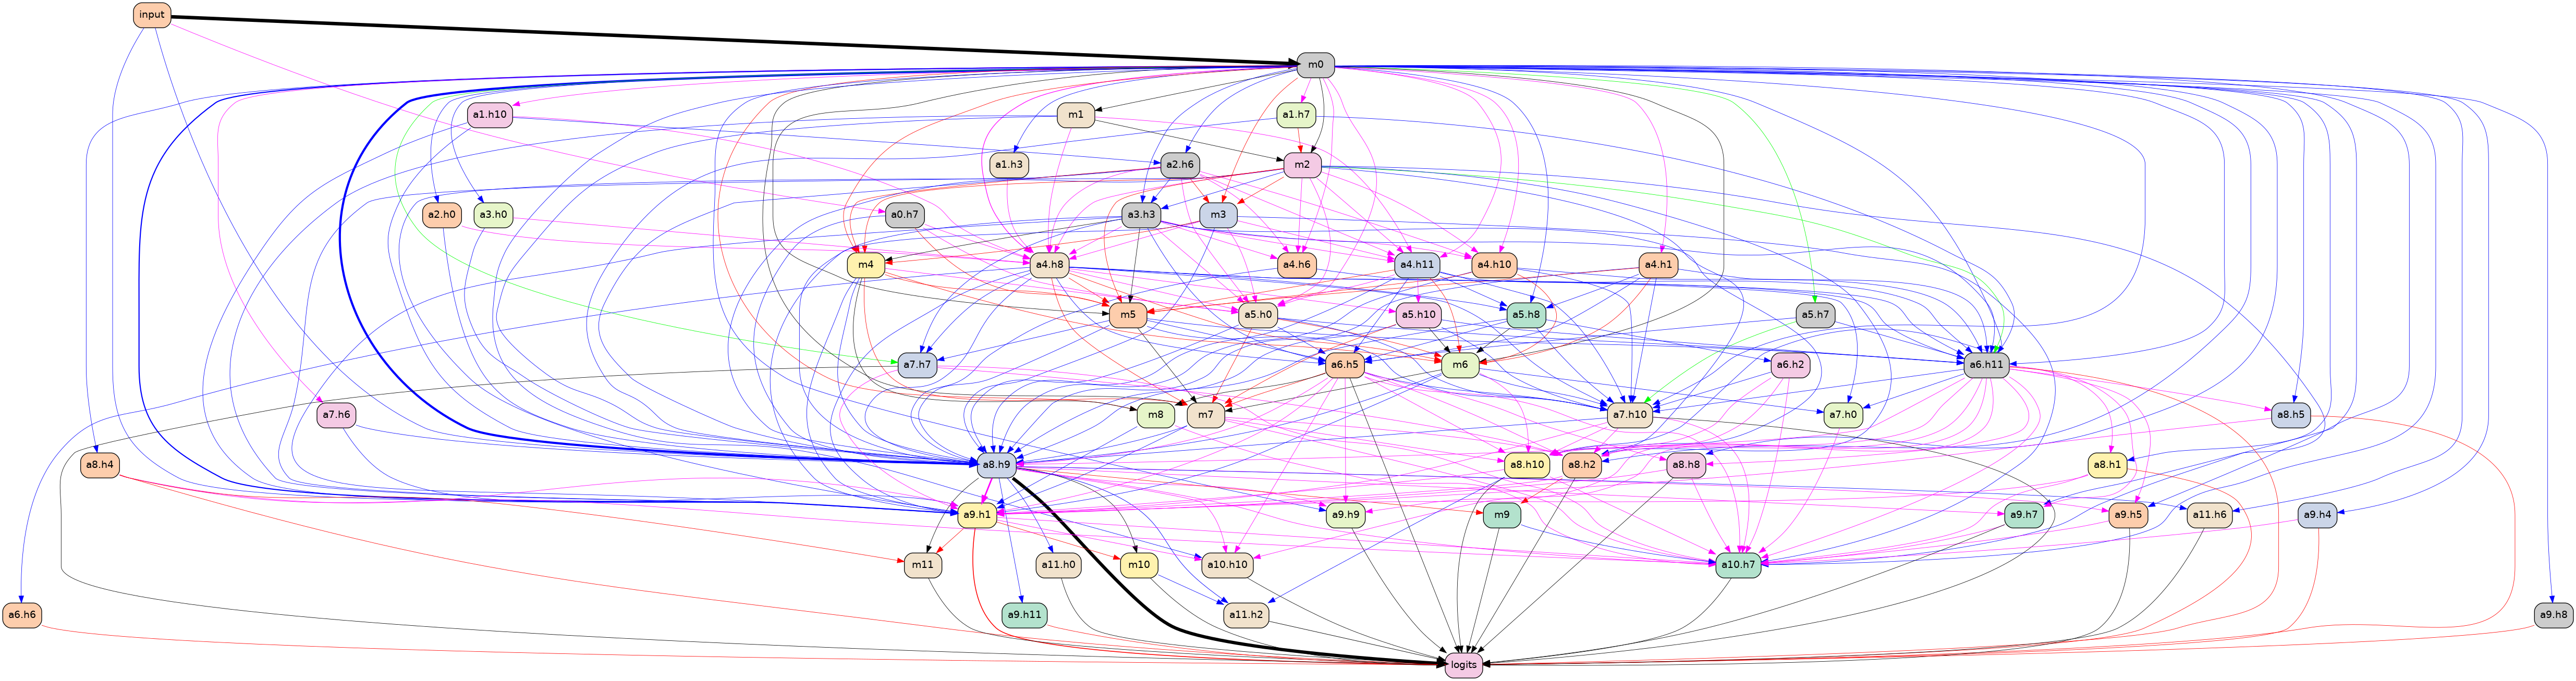 input
m0
a1.h10 m1 a1.h7
a1.h3 a2.h6 m2
a2.h0 a3.h0 a0.h7 a3.h3 m3
m4 a4.h8 a4.h6 a4.h11 a4.h10 a4.h1
m5 a5.h0 a5.h10 a5.h8 a5.h7
a7.h7 a6.h5 m6 a6.h2 a6.h11
a7.h6 m8 m7 a7.h10 a7.h0 a8.h5
a8.h4 a8.h9 a8.h10 a8.h2 a8.h8 a8.h1
a9.h1 a9.h9 m9 a9.h7 a9.h5 a11.h6 a9.h4
m11 a11.h0 m10 a10.h10 a10.h7
a6.h6 a9.h11 a11.h2 a9.h8
logits